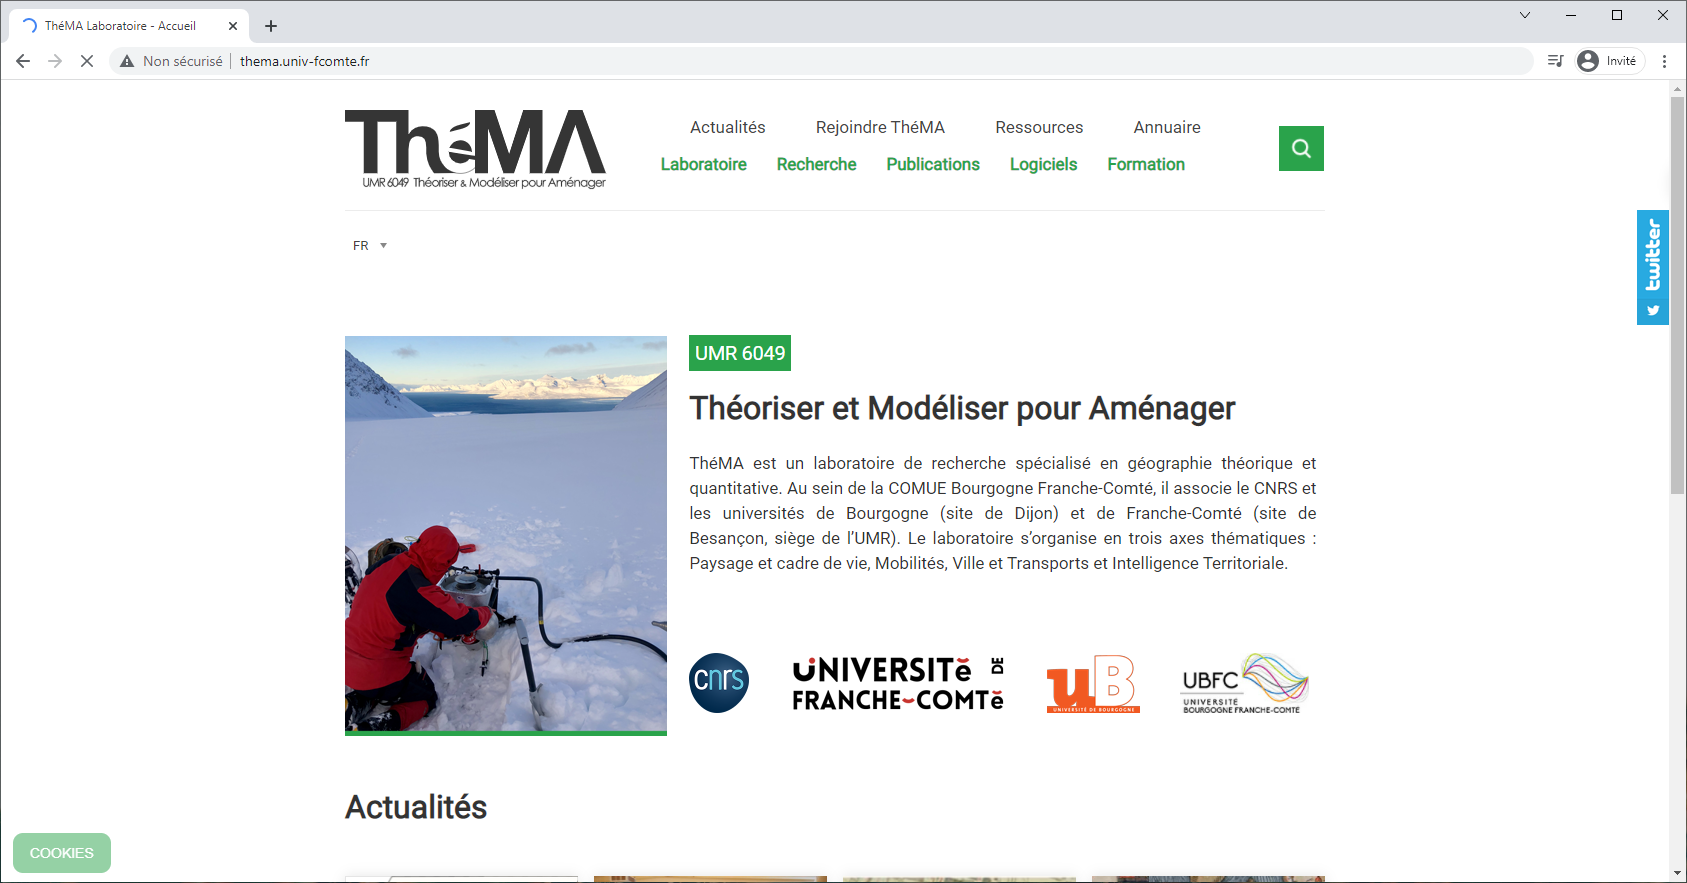 ThéMA Laboratoire - Accueil
Non sécurisé
thema.univ-fcomte.fr
Invité
ThéMA
UMR 6049 Théoriser & Modéliser pour Aménager
Actualités
Rejoindre ThéMA
Ressources
Annuaire
Laboratoire
Recherche
Publications
Logiciels
Formation
FR
twitter
UMR 6049
Théoriser et Modéliser pour Aménager
ThéMA est un laboratoire de recherche spécialisé en géographie théorique et
quantitative. Au sein de la COMUE Bourgogne Franche-Comté, il associe le CNRS et
les universités de Bourgogne (site de Dijon) et de Franche-Comté (site de
Besançon, siège de l’UMR). Le laboratoire s’organise en trois axes thématiques :
Paysage et cadre de vie, Mobilités, Ville et Transports et Intelligence Territoriale.
cnrs
UNIVERSITĕ DE
FRANCHE-COMTĕ
uB
UNIVERSITÉ DE BOURGOGNE
UBFC
UNIVERSITE
BOURGOGNE FRANCHE-COMTE
Actualités
COOKIES